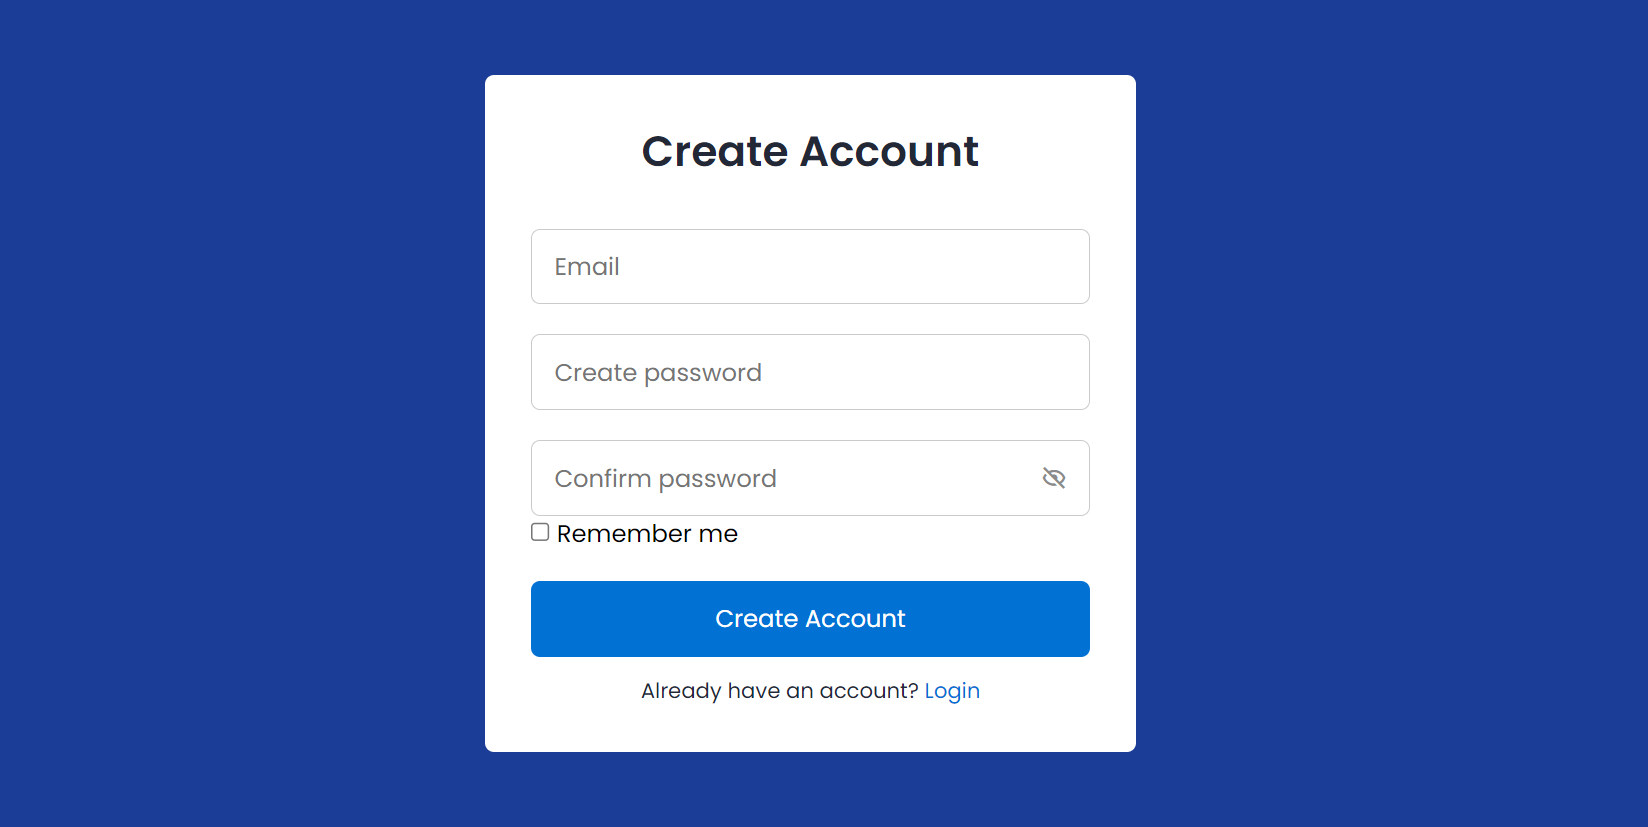 Create Account
Email
Create password
Confirm password
Remember me
Create Account
Already have an account? Login